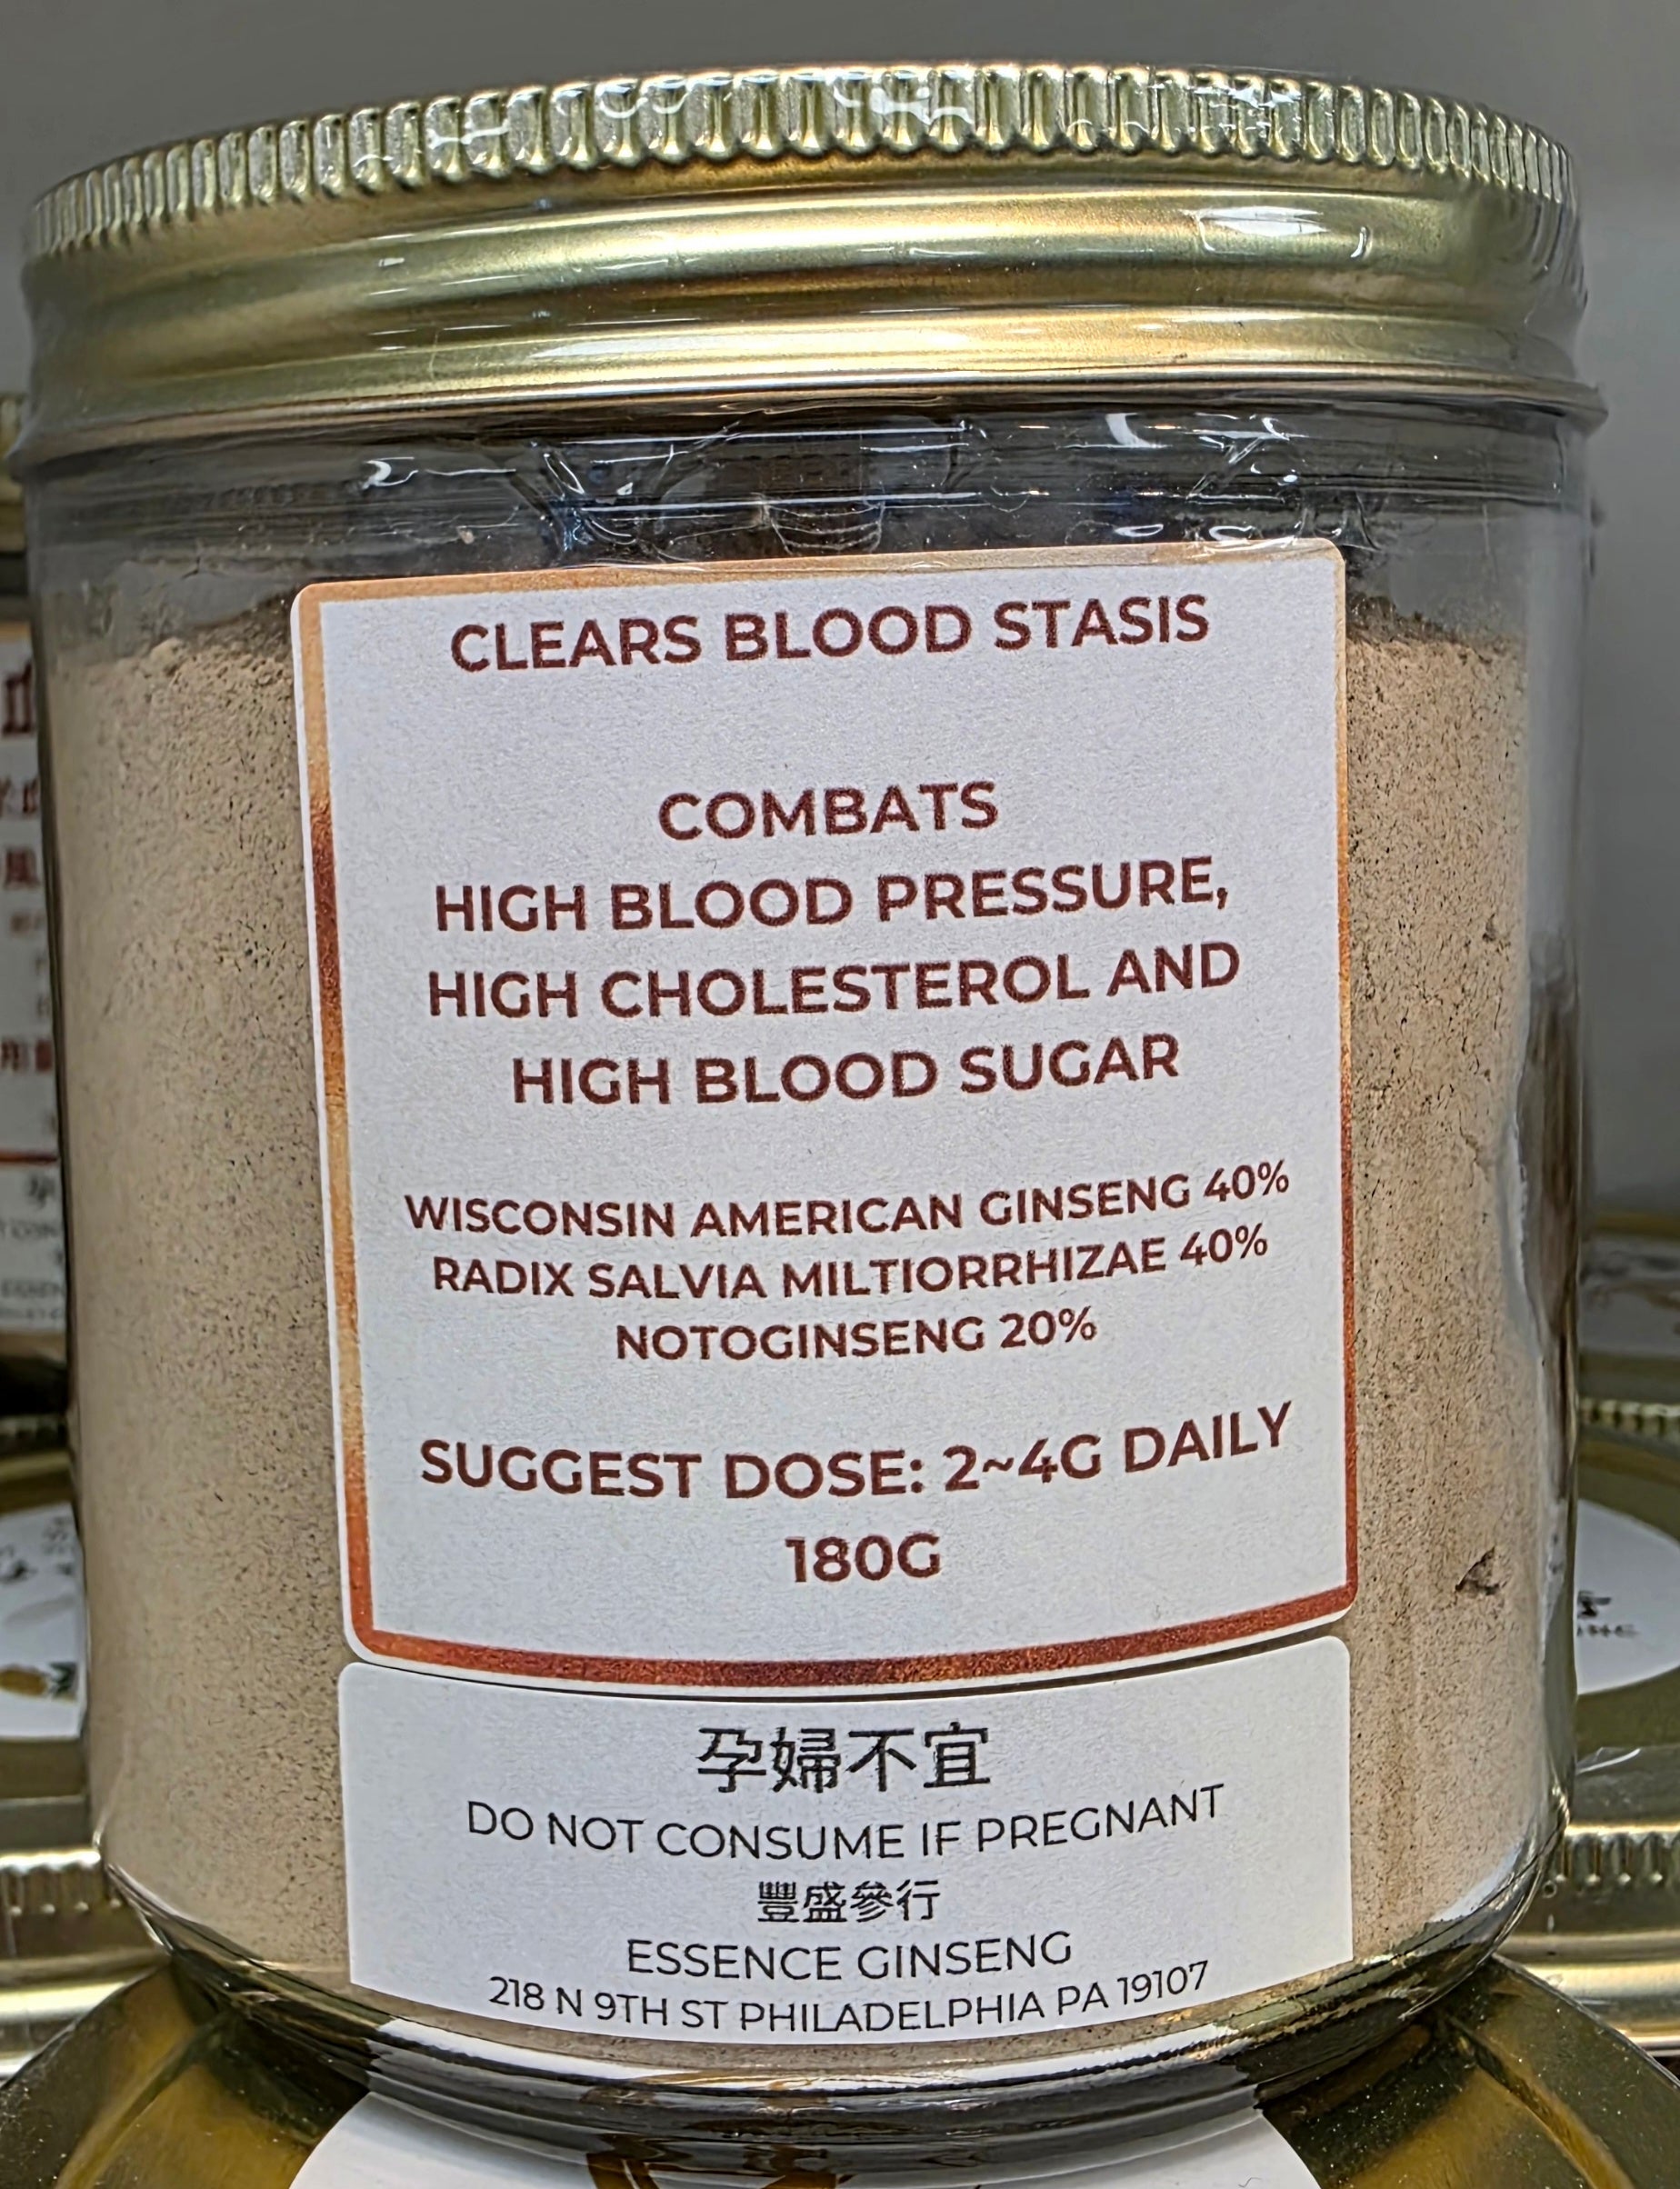 CLEARS BLOOD STASIS
COMBATS
HIGH BLOOD PRESSURE,
HIGH CHOLESTEROL AND
HIGH BLOOD SUGAR
WISCONSIN AMERICAN GINSENG 40%
RADIX SALVIA MILTIORRHIZAE 40%
NOTOGINSENG 20%
SUGGEST DOSE: 2~4G DAILY
180G
孕婦不宜
DO NOT CONSUME IF PREGNANT
豐盛參行
ESSENCE GINSENG
218 N 9TH ST PHILADELPHIA PA 19107